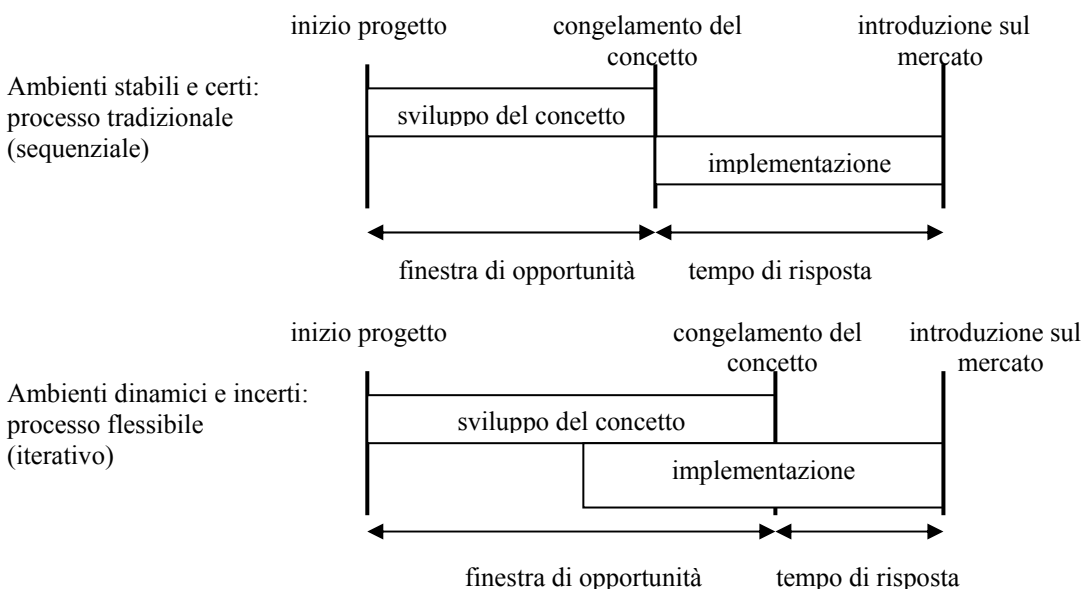 inizio progetto
congelamento del
concetto
introduzione sul
mercato
Ambienti stabili e certi:
processo tradizionale
(sequenziale)
sviluppo del concetto
implementazione
finestra di opportunità
tempo di risposta
inizio progetto
congelamento del
concetto
introduzione sul
mercato
Ambienti dinamici e incerti:
processo flessibile
(iterativo)
sviluppo del concetto
implementazione
finestra di opportunità
tempo di risposta